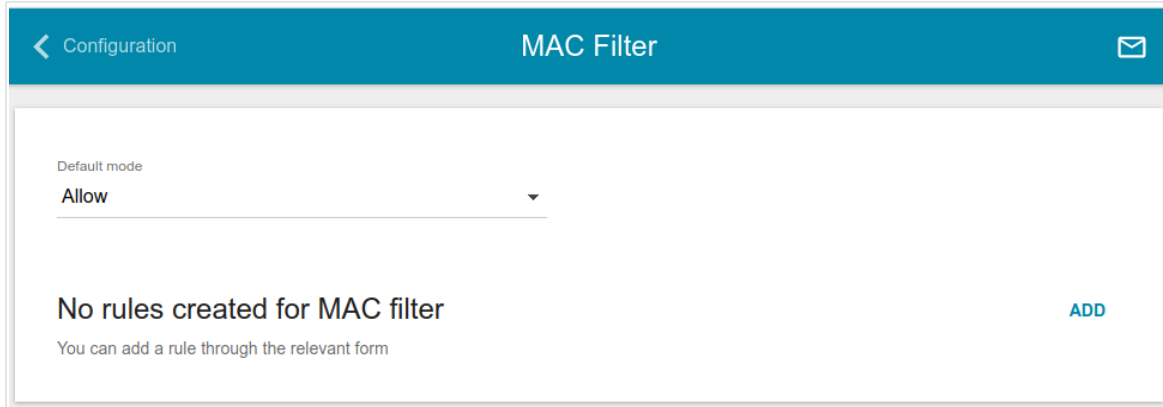 Configuration
MAC Filter
Default mode
Allow
No rules created for MAC filter
ADD
You can add a rule through the relevant form